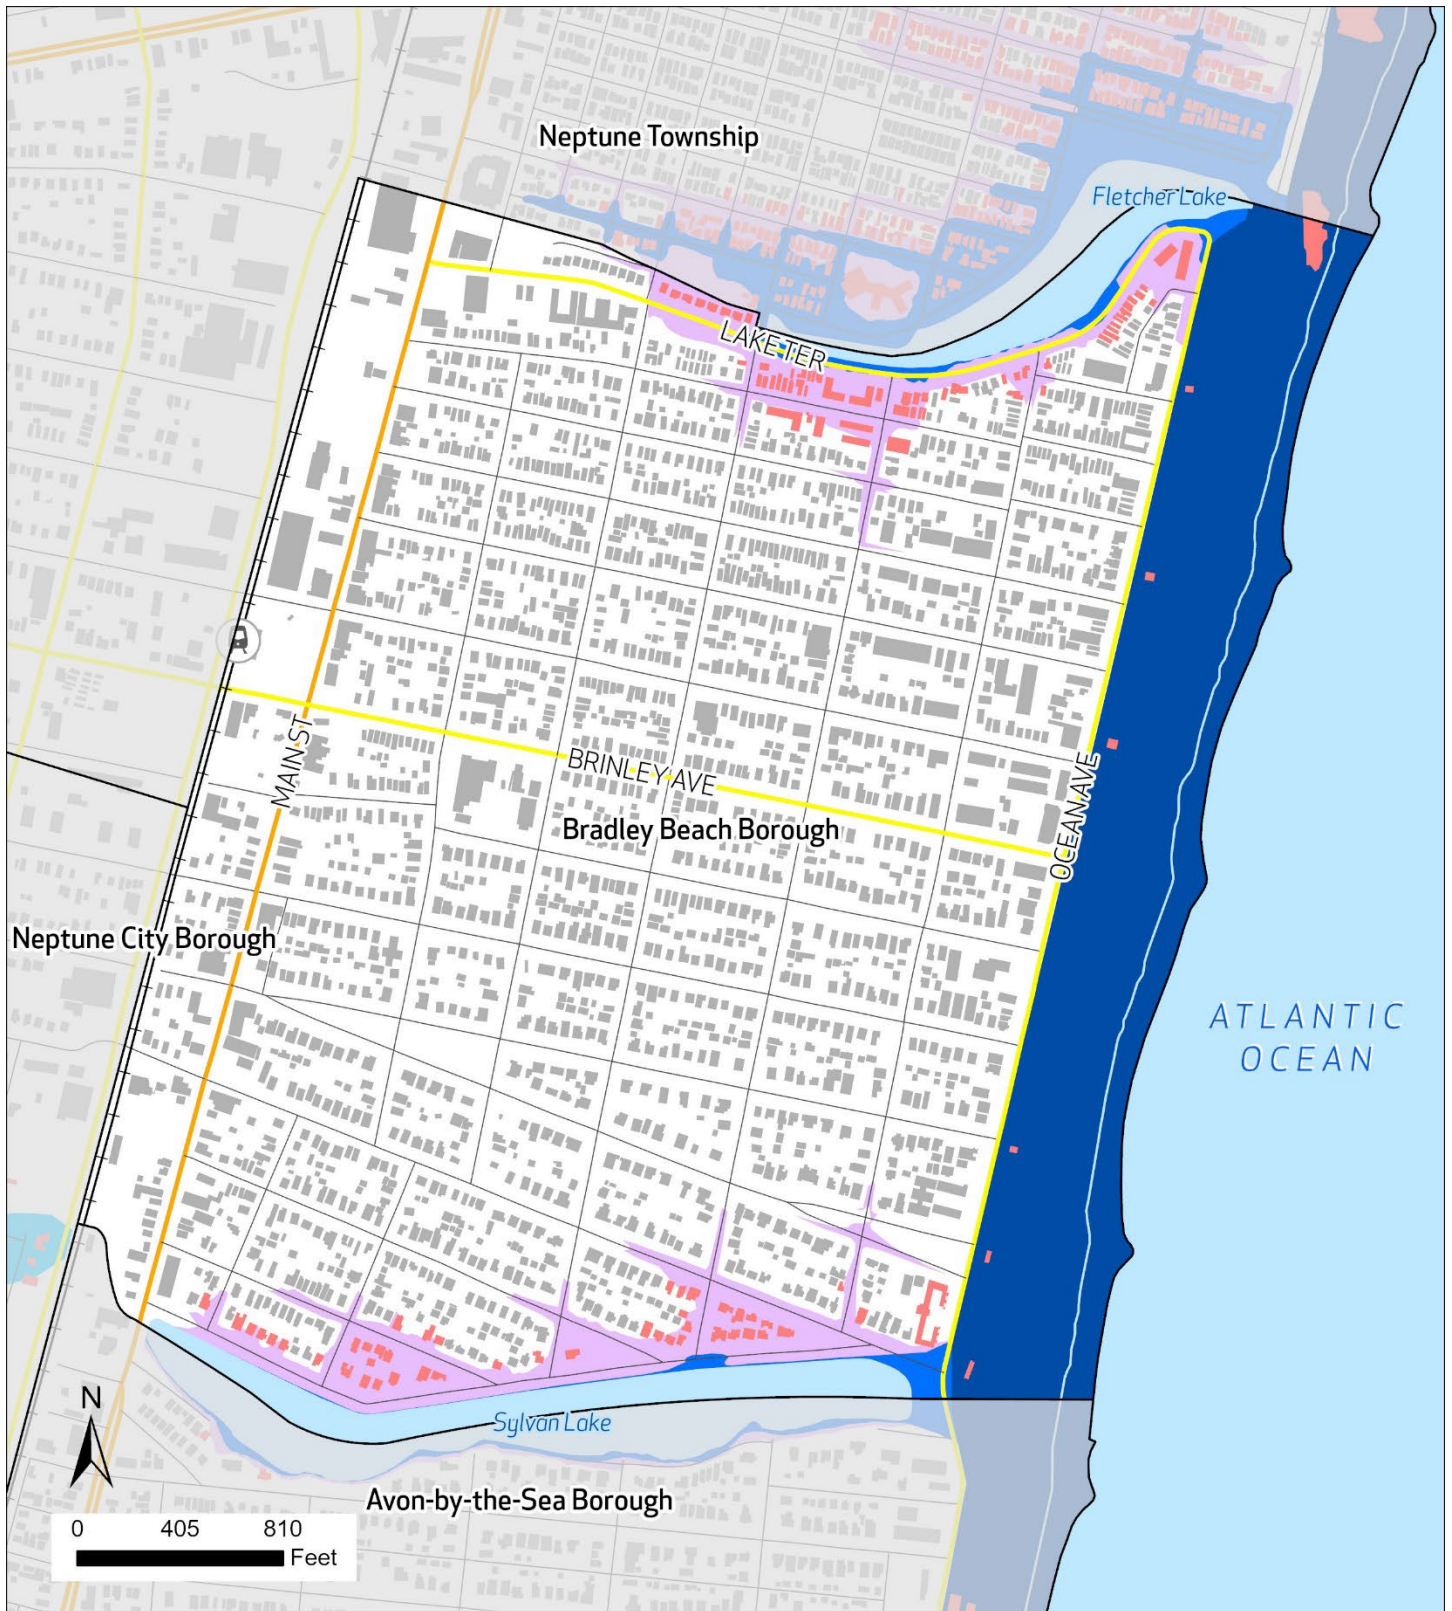 Neptune Township
Fletcher Lake
LAKE TER
MAIN ST
BRINLEY AVE
OCEAN AVE
Bradley Beach Borough
Neptune City Borough
ATLANTIC
OCEAN
N
Sylvan Lake
Avon-by-the-Sea Borough
0 405 810
Feet